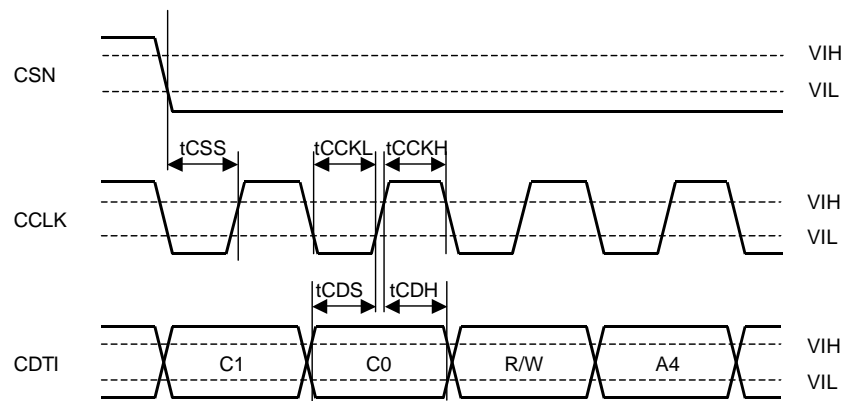 CSN
VIH
VIL
tCSS
tCCKL
tCCKH
CCLK
VIH
VIL
tCDS
tCDH
CDTI
C1
C0
R/W
A4
VIH
VIL